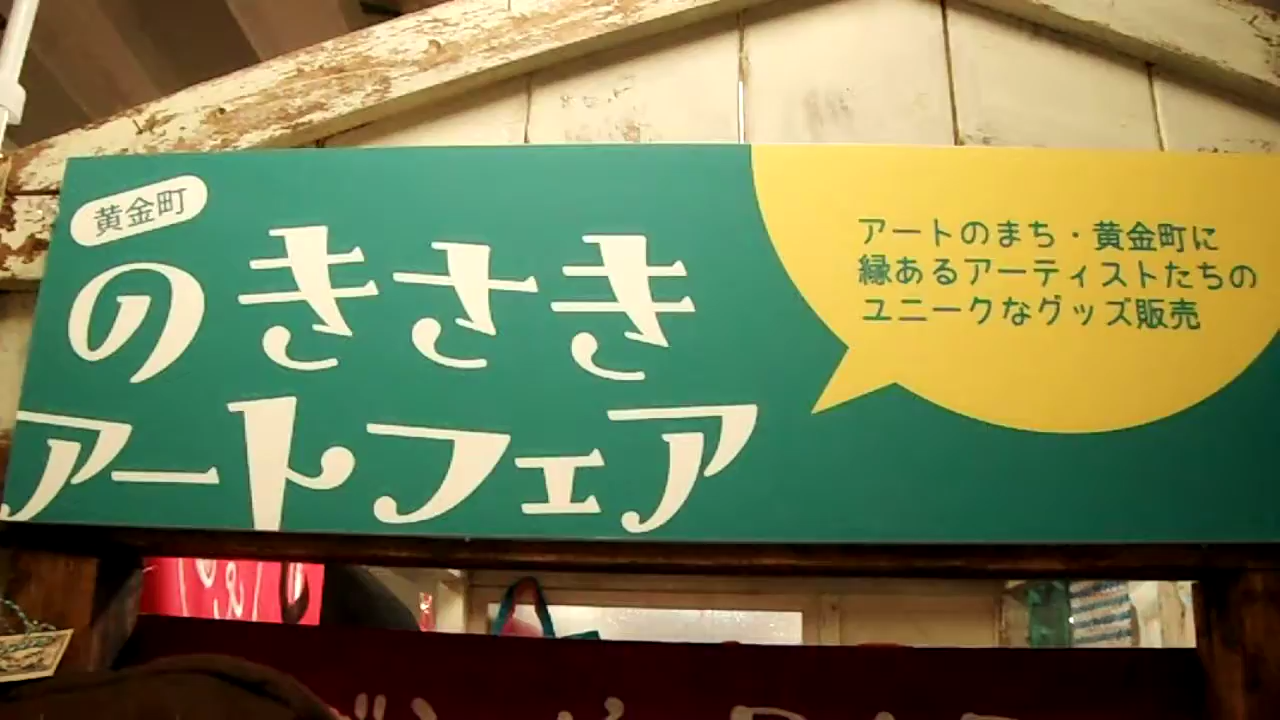 黄金町
のきさき
アートフェア
アートのまち・黄金町に
縁あるアーティストたちの
ユニークなグッズ販売